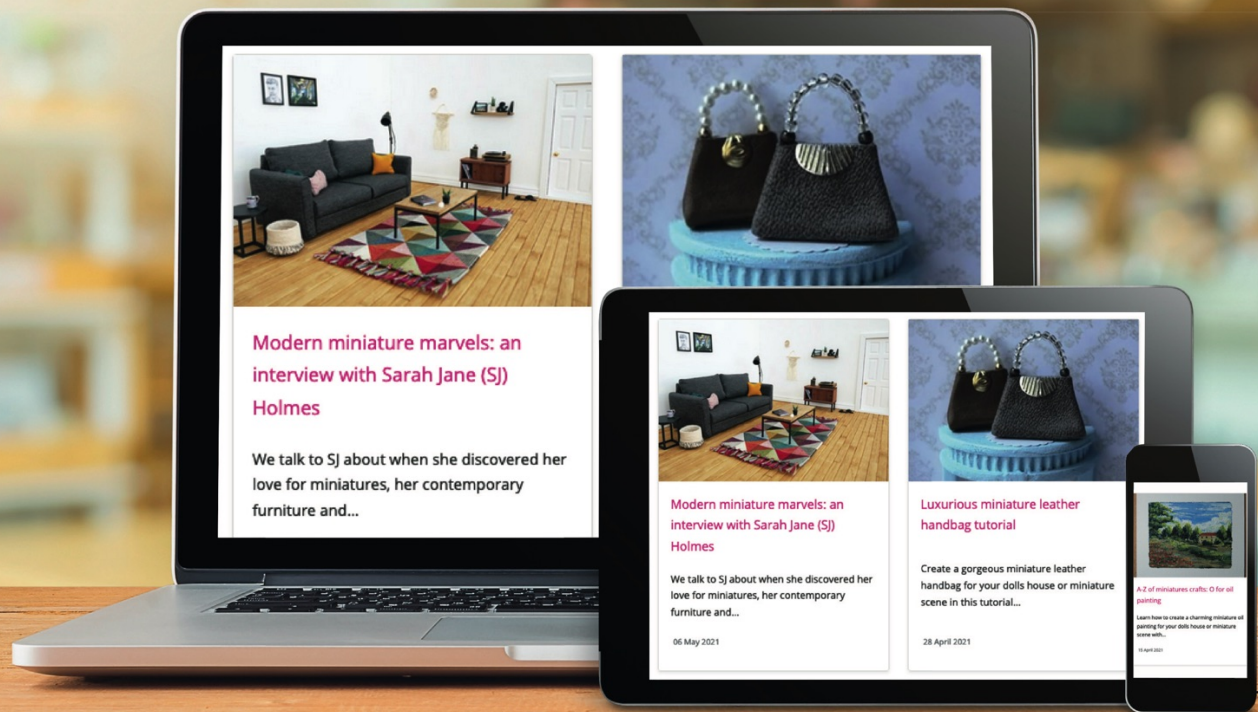 Modern miniature marvels: an
interview with Sarah Jane (SJ)
Holmes
We talk to SJ about when she discovered her
love for miniatures, her contemporary
furniture and...
Modern miniature marvels: an
interview with Sarah Jane (SJ)
Holmes
We talk to SJ about when she discovered her
love for miniatures, her contemporary
furniture and...
06 May 2021
Luxurious miniature leather
handbag tutorial
Create a gorgeous miniature leather
handbag for your dolls house or miniature
scene in this tutorial...
28 April 2021
A-Z of miniatures crafts: O for oil
painting
Learn how to create a charming miniature oil
painting for your dolls house or miniature
scene with...
April 2021